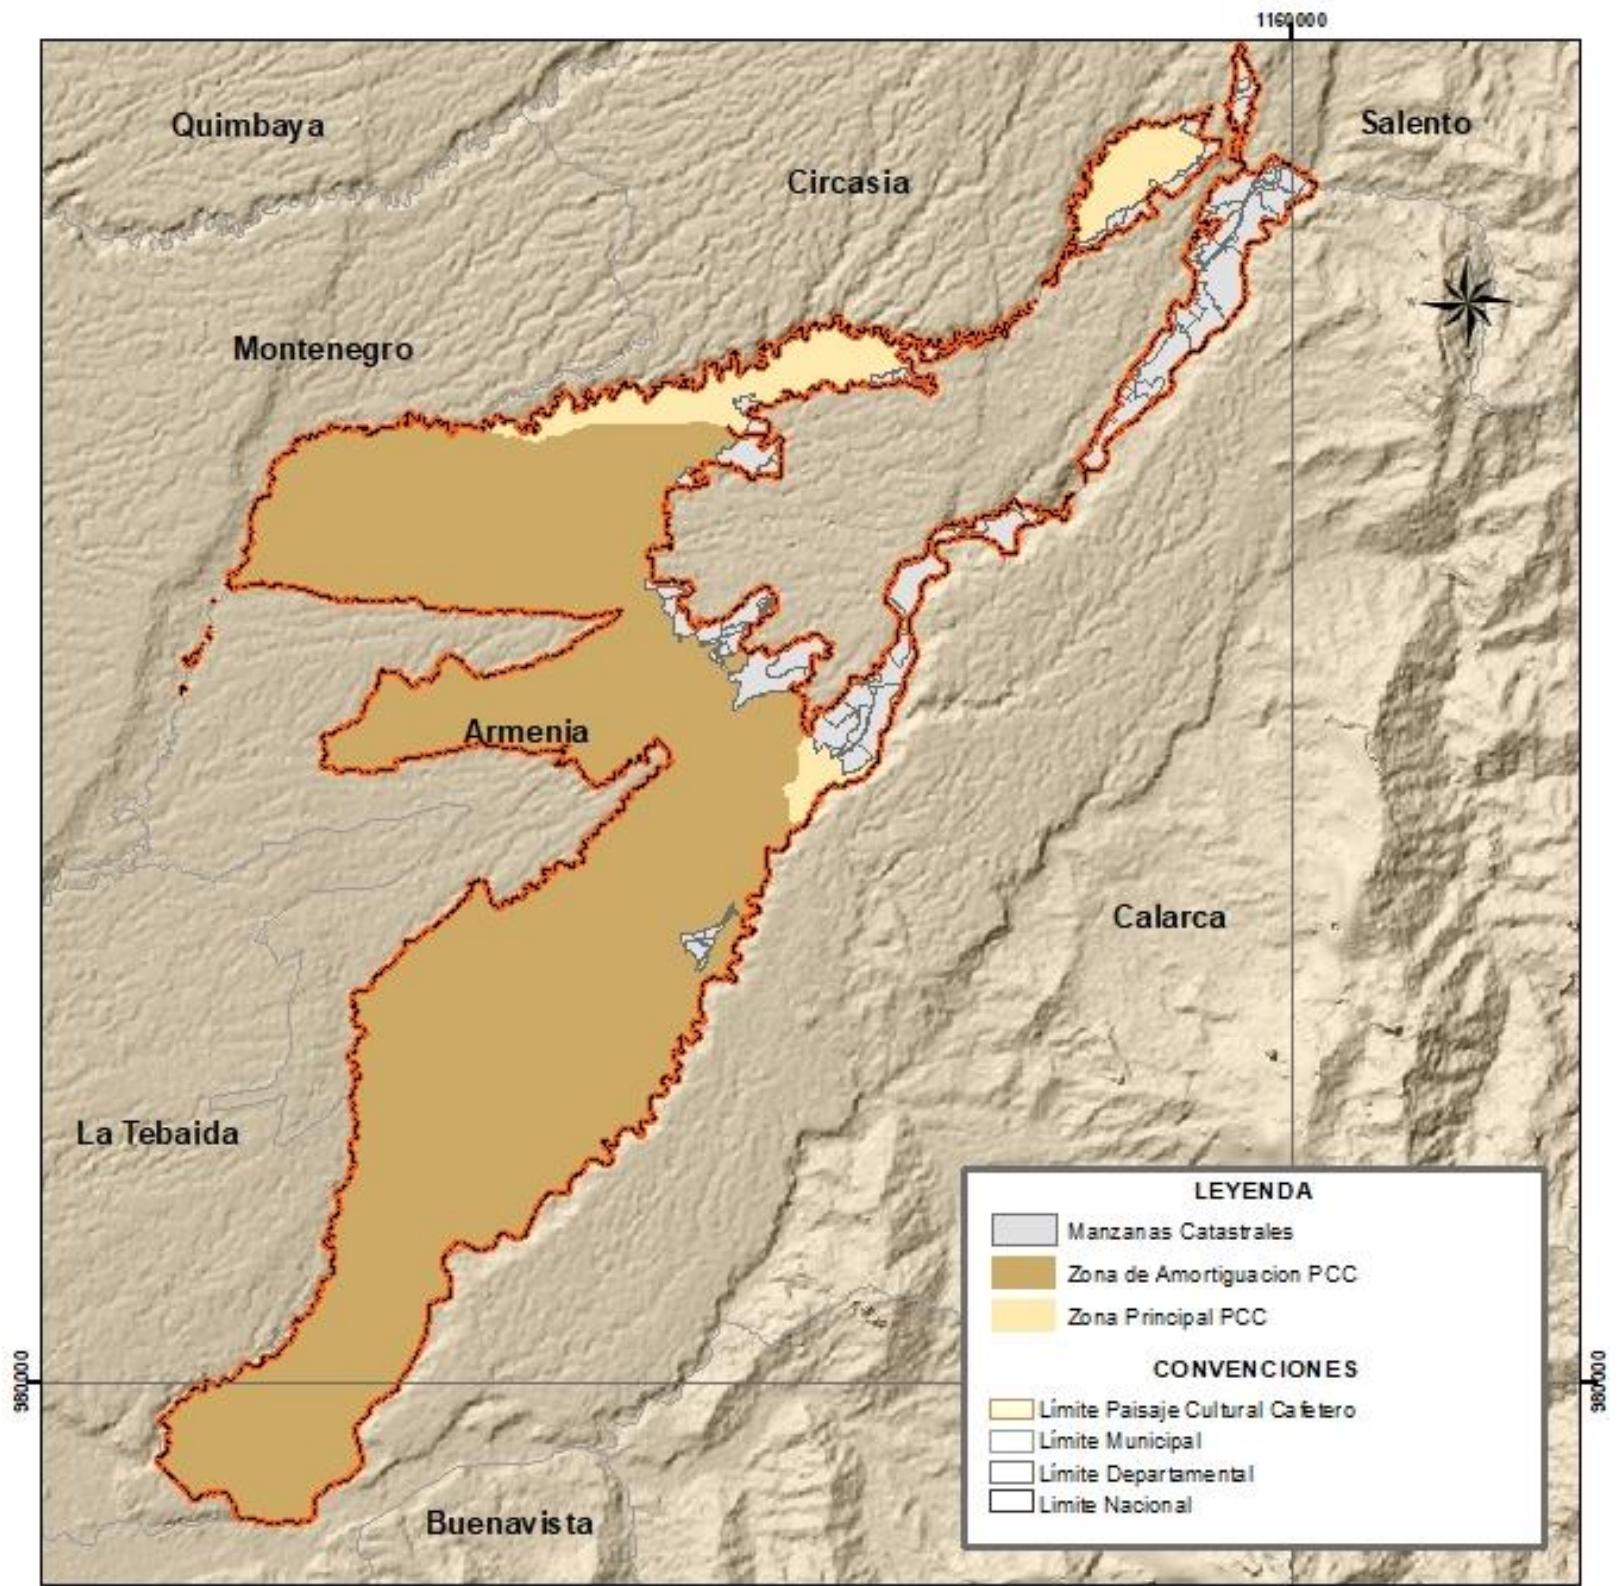 1160000
Quimbaya
Salento
Circasia
Montenegro
Armenia
Calarca
La Tebaida
Buenavista
980000
980000
LEYENDA
Manzanas Catastrales
Zona de Amortiguacion PCC
Zona Principal PCC
CONVENCIONES
Límite Paisaje Cultural Cafetero
Límite Municipal
Límite Departamental
Limite Nacional